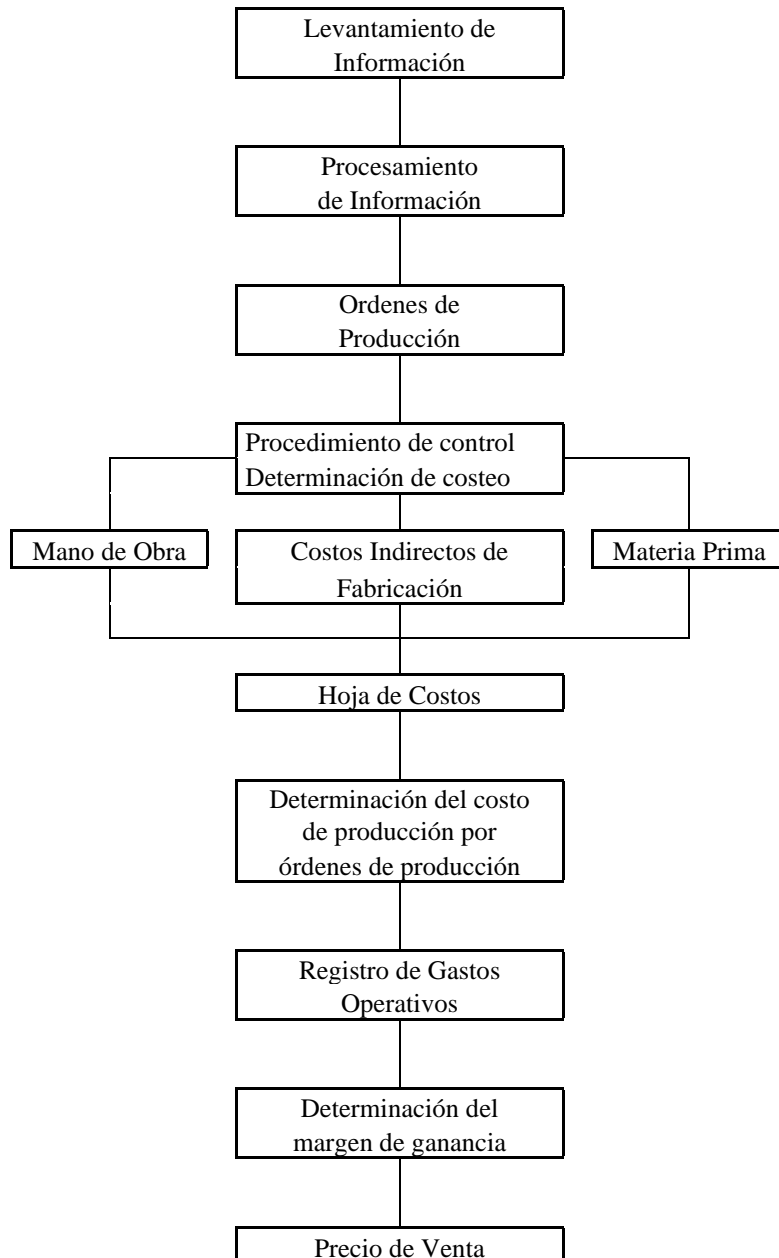 Levantamiento de
Información
Procesamiento
de Información
Ordenes de
Producción
Procedimiento de control
Determinación de costeo
Mano de Obra
Costos Indirectos de
Fabricación
Materia Prima
Hoja de Costos
Determinación del costo
de producción por
órdenes de producción
Registro de Gastos
Operativos
Determinación del
margen de ganancia
Precio de Venta